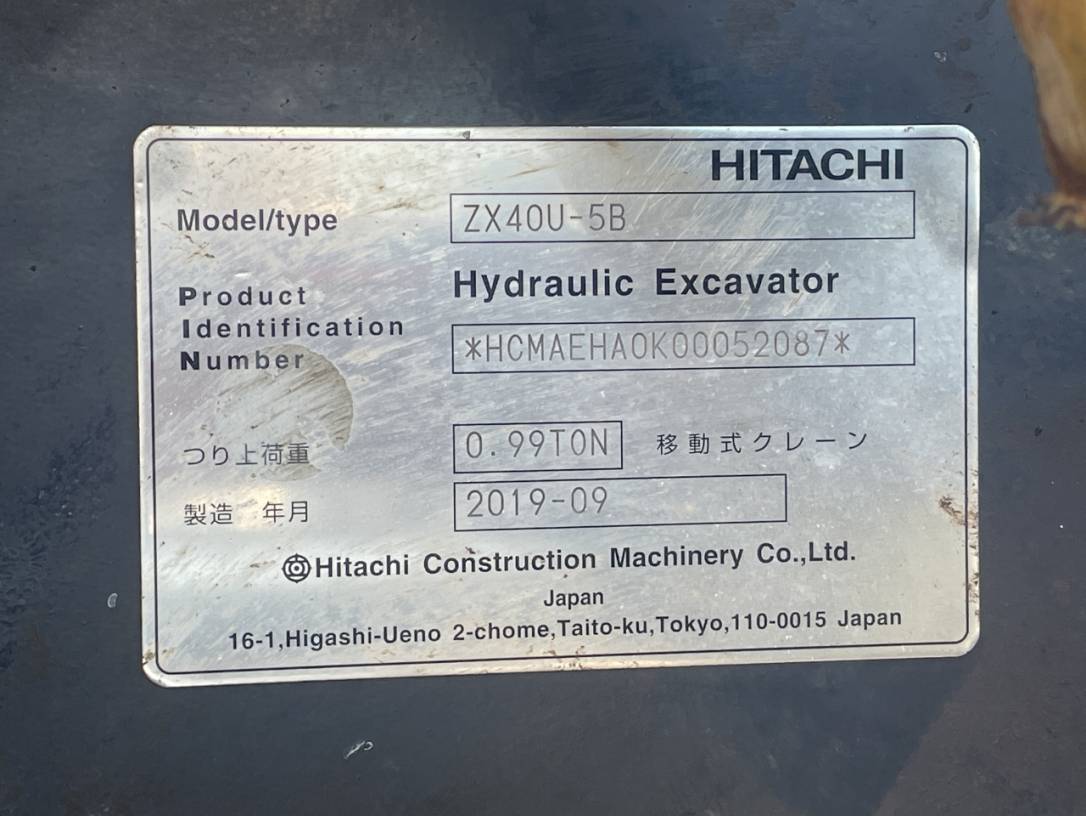 HITACHI
Model/type ZX40U-5B
Hydraulic Excavator
Product
Identification
Number *HCMAEHA0K00052087*
つり上荷重 0.99TON 移動式クレーン
製造 年月 2019-09
Hitachi Construction Machinery Co.,Ltd.
Japan
16-1,Higashi-Ueno 2-chome,Taito-ku,Tokyo,110-0015 Japan